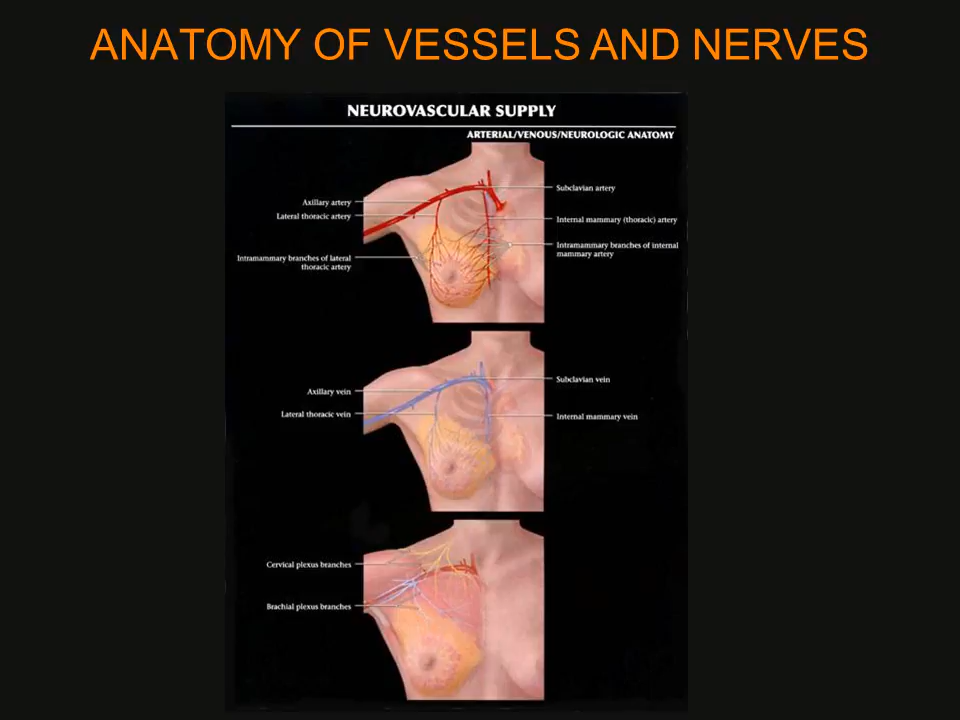 ANATOMY OF VESSELS AND NERVES
NEUROVASCULAR SUPPLY
ARTERIAL/VENOUS/NEUROLOGIC ANATOMY
Axillary artery
Lateral thoracic artery
Intramammary branches of lateral
thoracic artery
Subclavian artery
Internal mammary (thoracic) artery
Intramammary branches of internal
mammary artery
Axillary vein
Lateral thoracic vein
Subclavian vein
Internal mammary vein
Cervical plexus branches
Brachial plexus branches